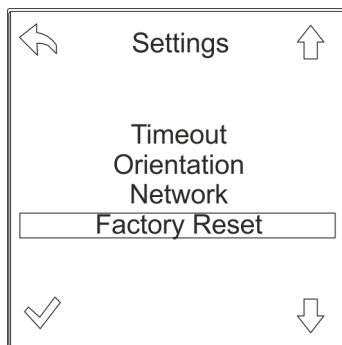 Settings
Timeout
Orientation
Network
Factory Reset